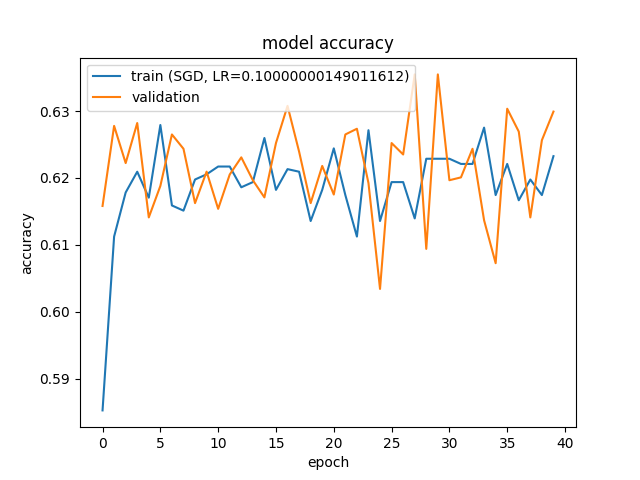 model accuracy
train (SGD, LR=0.10000000149011612)
validation
0.63
0.62
0.61
0.60
0.59
accuracy
0 5 10 15 20 25 30 35 40
epoch